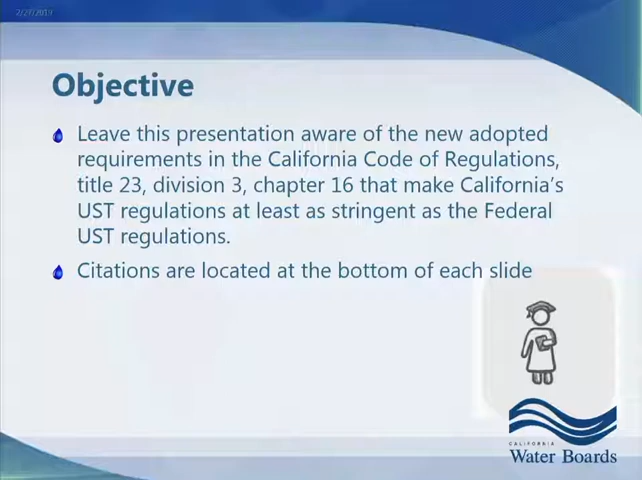 2/27/2019
Objective
Leave this presentation aware of the new adopted
requirements in the California Code of Regulations,
title 23, division 3, chapter 16 that make California's
UST regulations at least as stringent as the Federal
UST regulations.
Citations are located at the bottom of each slide
CALIFORNIA
Water Boards